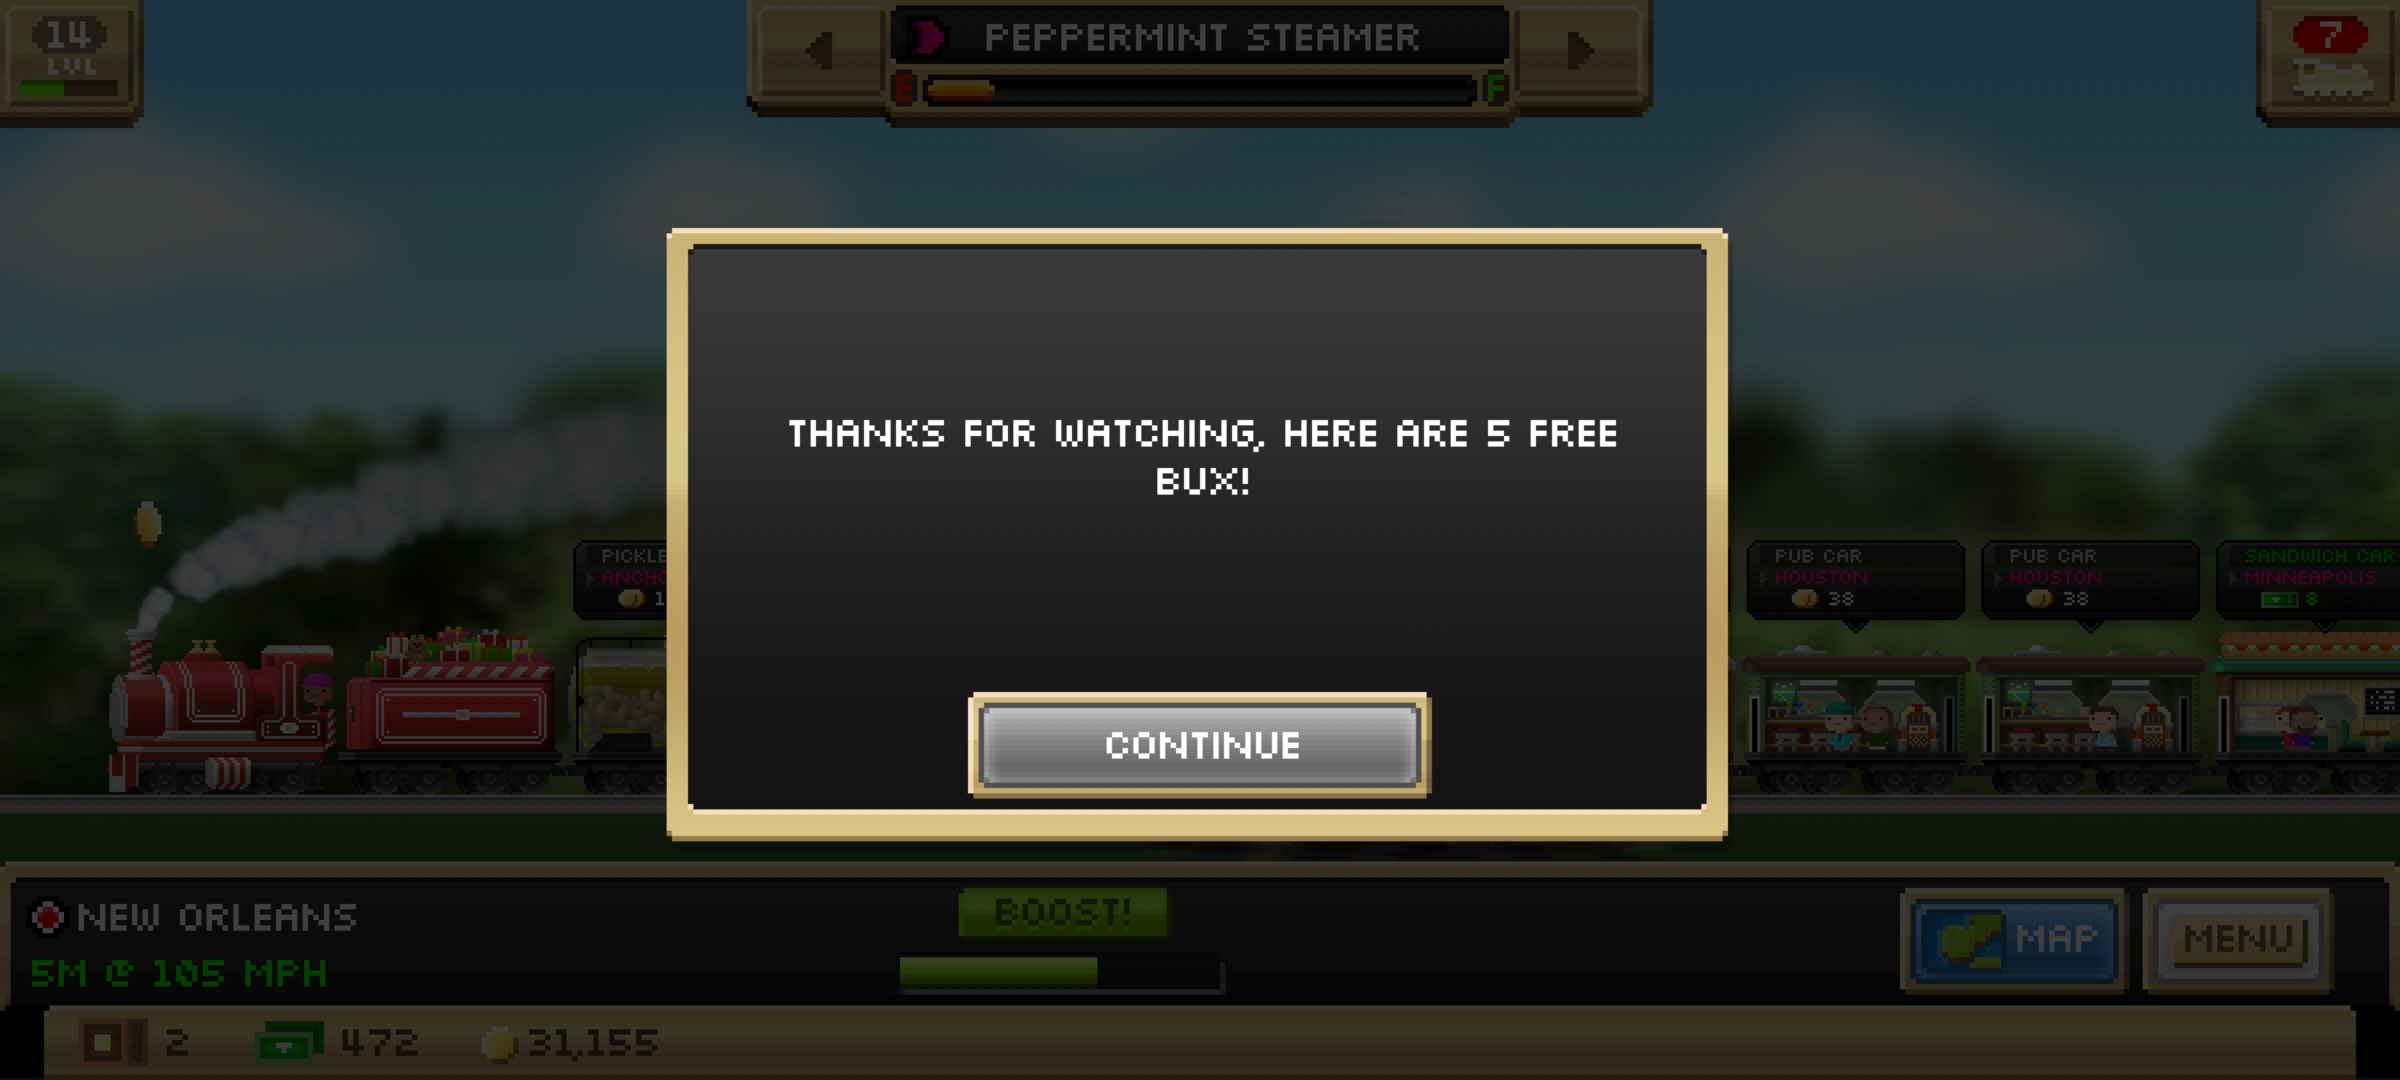 14
LVL
PEPPERMINT STEAMER
E
F
7
THANKS FOR WATCHING, HERE ARE 5 FREE
BUX!
CONTINUE
PUB CAR
HOUSTON
38
PUB CAR
HOUSTON
38
SANDWICH CAR
MINNEAPOLIS
8
NEW ORLEANS
5M @ 105 MPH
BOOST!
MAP
MENU
2
472
31,155